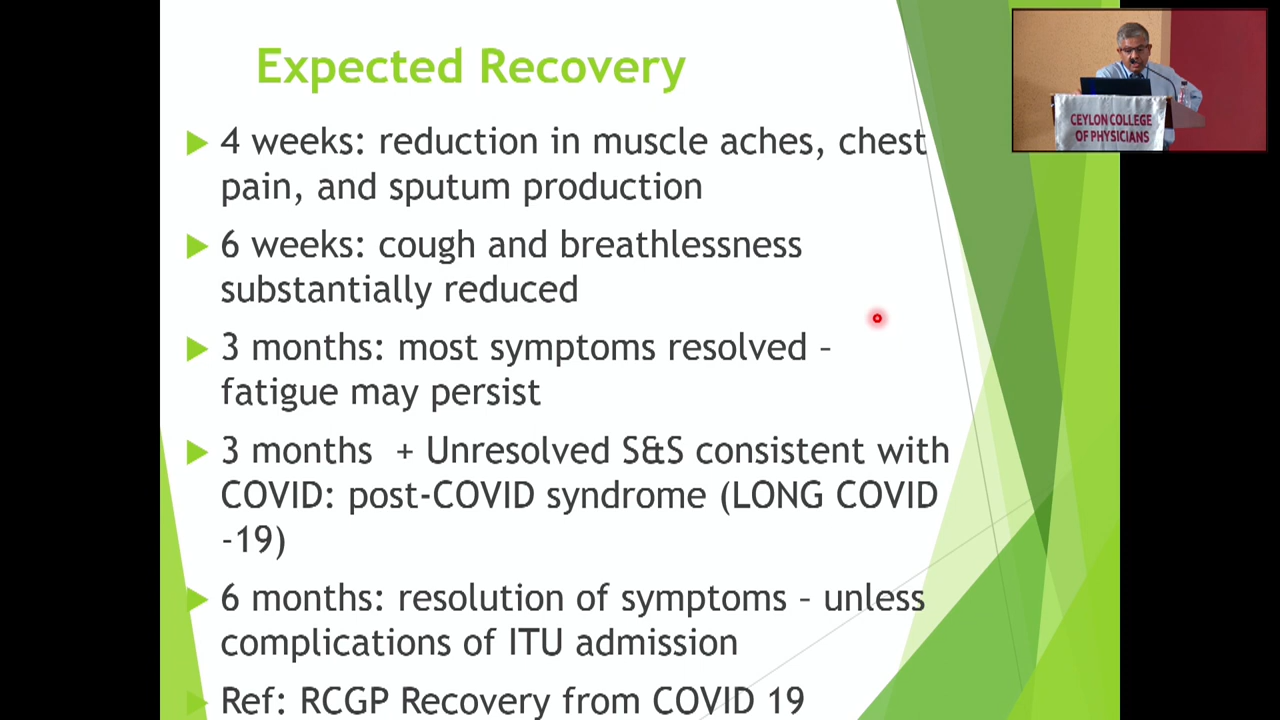 Expected Recovery
4 weeks: reduction in muscle aches, chest
pain, and sputum production
6 weeks: cough and breathlessness
substantially reduced
3 months: most symptoms resolved –
fatigue may persist
3 months  + Unresolved S&S consistent with
COVID: post-COVID syndrome (LONG COVID
-19)
6 months: resolution of symptoms – unless
complications of ITU admission
Ref: RCGP Recovery from COVID 19
CEYLON COLLEGE
OF PHYSICIANS